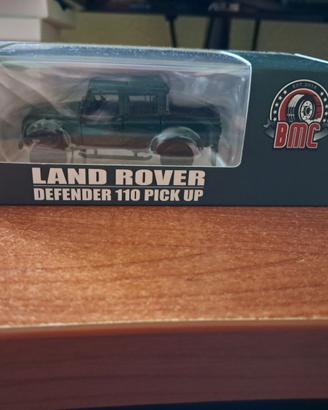 LAND ROVER
DEFENDER 110 PICK UP
BMC